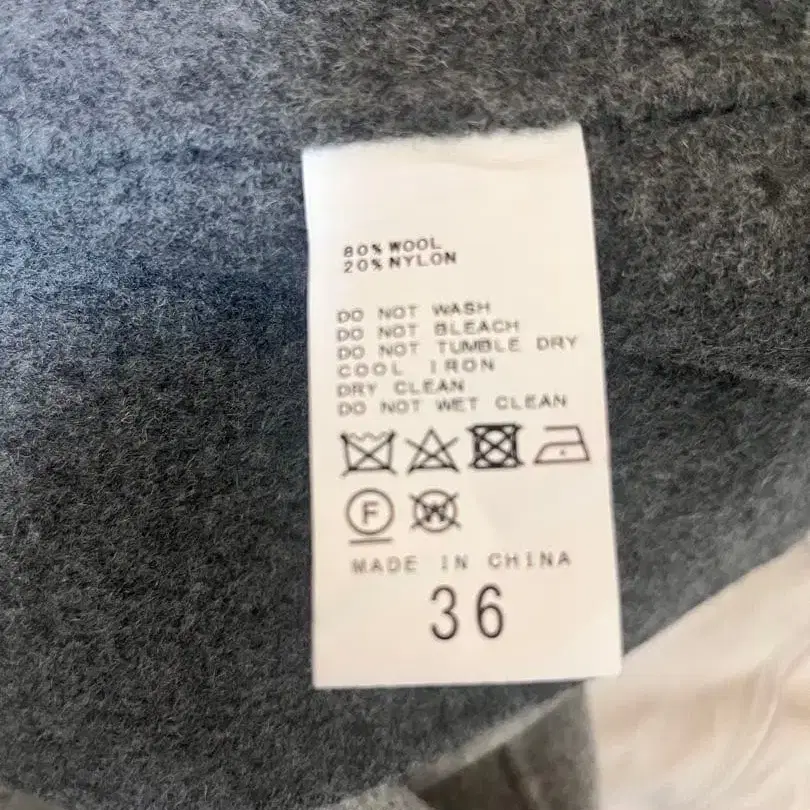 80% WOOL
20% NYLON
DO NOT WASH
DO NOT BLEACH
DO NOT TUMBLE DRY
COOL IRON
DRY CLEAN
DO NOT WET CLEAN
F W
MADE IN CHINA
36